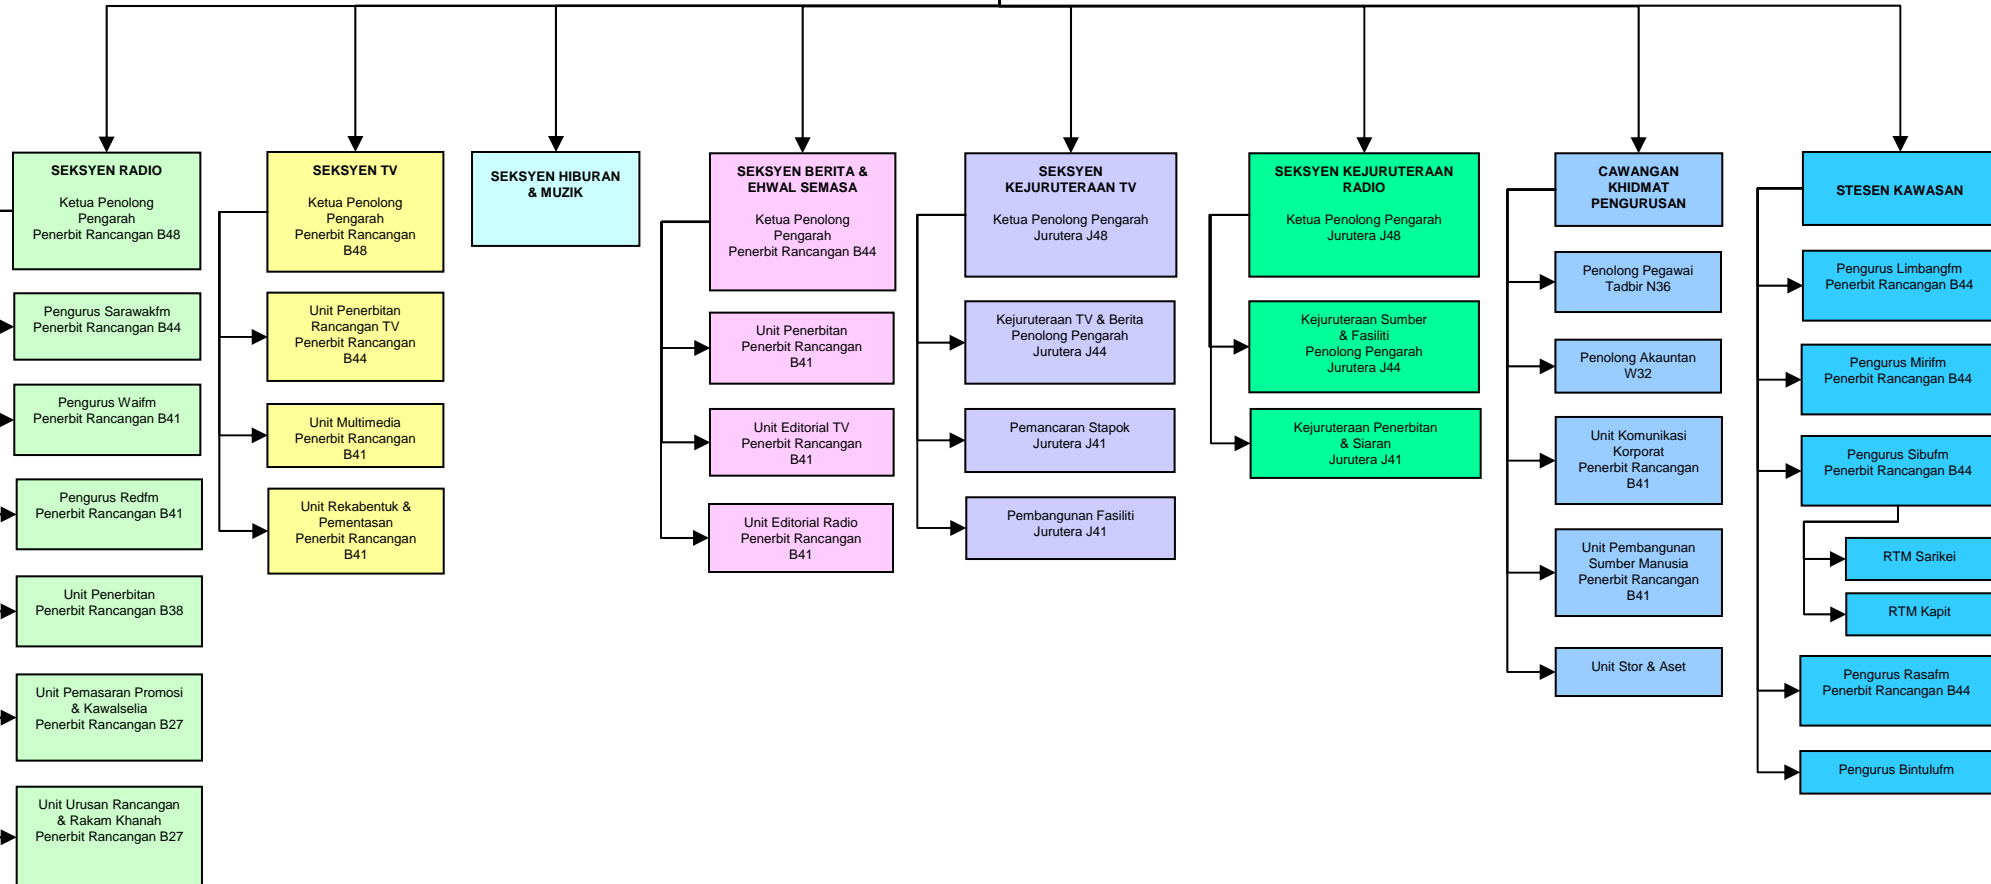 SEKSYEN RADIO
Ketua Penolong
Pengarah
Penerbit Rancangan B48
Pengurus Sarawakfm
Penerbit Rancangan B44
Pengurus Waifm
Penerbit Rancangan B41
Pengurus Redfm
Penerbit Rancangan B41
Unit Penerbitan
Penerbit Rancangan B38
Unit Pemasaran Promosi
& Kawalselia
Penerbit Rancangan B27
Unit Urusan Rancangan
& Rakam Khanah
Penerbit Rancangan B27
SEKSYEN TV
Ketua Penolong
Pengarah
Penerbit Rancangan
B48
Unit Penerbitan
Rancangan TV
Penerbit Rancangan
B44
Unit Multimedia
Penerbit Rancangan
B41
Unit Rekabentuk &
Pementasan
Penerbit Rancangan
B41
SEKSYEN HIBURAN
& MUZIK
SEKSYEN BERITA &
EHWAL SEMASA
Ketua Penolong
Pengarah
Penerbit Rancangan B44
Unit Penerbitan
Penerbit Rancangan
B41
Unit Editorial TV
Penerbit Rancangan
B41
Unit Editorial Radio
Penerbit Rancangan
B41
SEKSYEN
KEJURUTERAAN TV
Ketua Penolong Pengarah
Jurutera J48
Kejuruteraan TV & Berita
Penolong Pengarah
Jurutera J44
Pemancaran Stapok
Jurutera J41
Pembangunan Fasiliti
Jurutera J41
SEKSYEN KEJURUTERAAN
RADIO
Ketua Penolong Pengarah
Jurutera J48
Kejuruteraan Sumber
& Fasiliti
Penolong Pengarah
Jurutera J44
Kejuruteraan Penerbitan
& Siaran
Jurutera J41
CAWANGAN
KHIDMAT
PENGURUSAN
Penolong Pegawai
Tadbir N36
Penolong Akauntan
W32
Unit Komunikasi
Korporat
Penerbit Rancangan
B41
Unit Pembangunan
Sumber Manusia
Penerbit Rancangan
B41
Unit Stor & Aset
STESEN KAWASAN
Pengurus Limbangfm
Penerbit Rancangan B44
Pengurus Mirifm
Penerbit Rancangan B44
Pengurus Sibufm
Penerbit Rancangan B44
RTM Sarikei
RTM Kapit
Pengurus Rasafm
Penerbit Rancangan B44
Pengurus Bintulufm